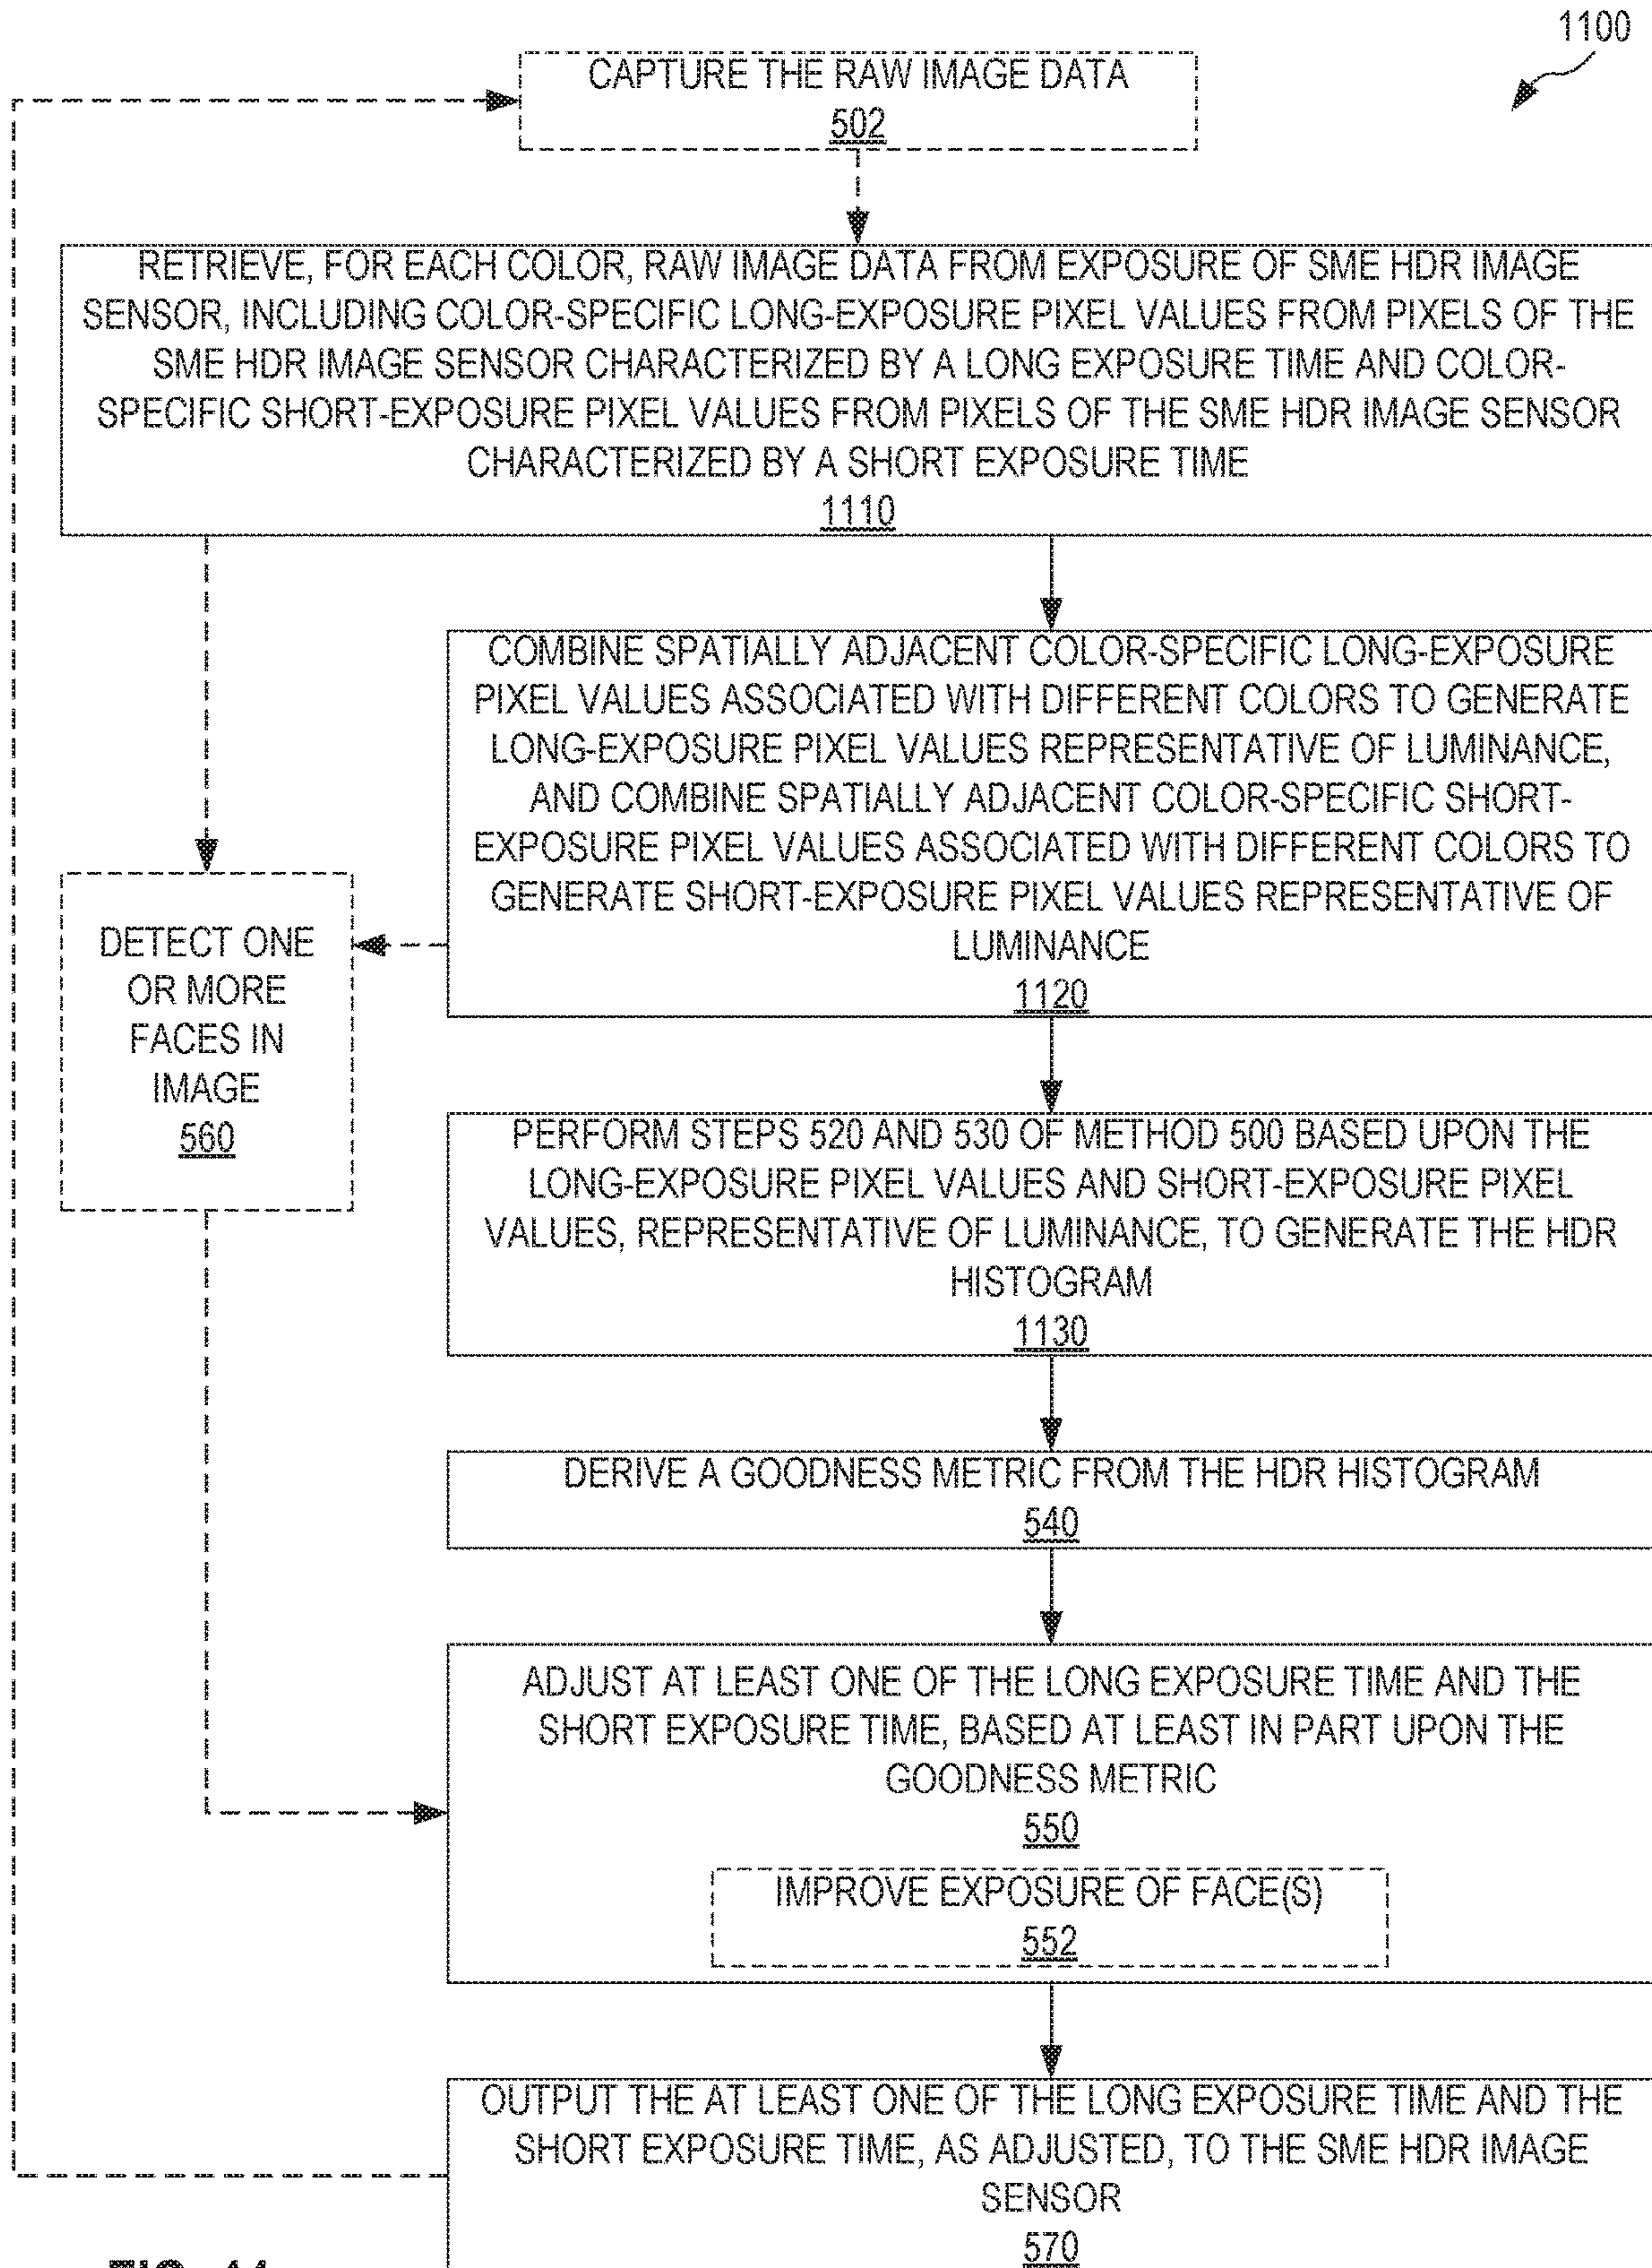 1100
CAPTURE THE RAW IMAGE DATA
502
RETRIEVE, FOR EACH COLOR, RAW IMAGE DATA FROM EXPOSURE OF SME HDR IMAGE
SENSOR, INCLUDING COLOR-SPECIFIC LONG-EXPOSURE PIXEL VALUES FROM PIXELS OF THE
SME HDR IMAGE SENSOR CHARACTERIZED BY A LONG EXPOSURE TIME AND COLOR-
SPECIFIC SHORT-EXPOSURE PIXEL VALUES FROM PIXELS OF THE SME HDR IMAGE SENSOR
CHARACTERIZED BY A SHORT EXPOSURE TIME
1110
COMBINE SPATIALLY ADJACENT COLOR-SPECIFIC LONG-EXPOSURE
PIXEL VALUES ASSOCIATED WITH DIFFERENT COLORS TO GENERATE
LONG-EXPOSURE PIXEL VALUES REPRESENTATIVE OF LUMINANCE,
AND COMBINE SPATIALLY ADJACENT COLOR-SPECIFIC SHORT-
EXPOSURE PIXEL VALUES ASSOCIATED WITH DIFFERENT COLORS TO
GENERATE SHORT-EXPOSURE PIXEL VALUES REPRESENTATIVE OF
LUMINANCE
1120
DETECT ONE
OR MORE
FACES IN
IMAGE
560
PERFORM STEPS 520 AND 530 OF METHOD 500 BASED UPON THE
LONG-EXPOSURE PIXEL VALUES AND SHORT-EXPOSURE PIXEL
VALUES, REPRESENTATIVE OF LUMINANCE, TO GENERATE THE HDR
HISTOGRAM
1130
DERIVE A GOODNESS METRIC FROM THE HDR HISTOGRAM
540
ADJUST AT LEAST ONE OF THE LONG EXPOSURE TIME AND THE
SHORT EXPOSURE TIME, BASED AT LEAST IN PART UPON THE
GOODNESS METRIC
550
IMPROVE EXPOSURE OF FACE(S)
552
OUTPUT THE AT LEAST ONE OF THE LONG EXPOSURE TIME AND THE
SHORT EXPOSURE TIME, AS ADJUSTED, TO THE SME HDR IMAGE
SENSOR
570